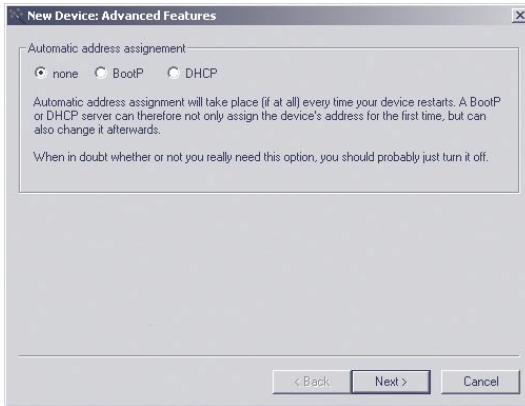 New Device: Advanced Features
Automatic address assignement
none BootP DHCP
Automatic address assignment will take place (if at all) every time your device restarts. A BootP
or DHCP server can therefore not only assign the device's address for the first time, but can
also change it afterwards.
When in doubt whether or not you really need this option, you should probably just turn it off.
< Back Next > Cancel